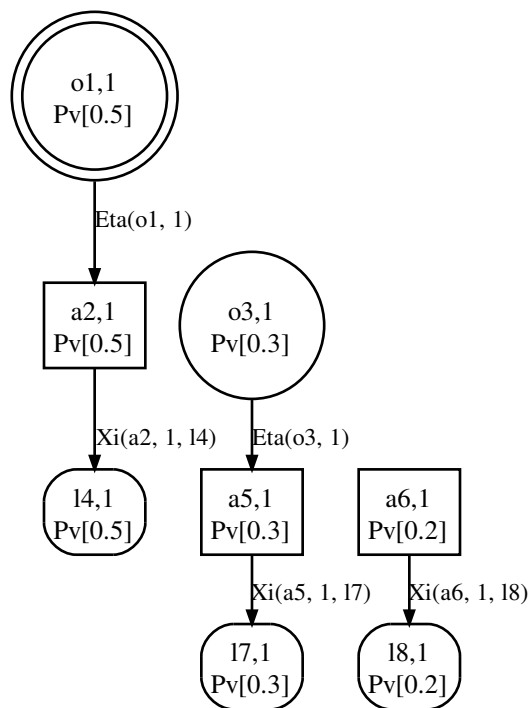 o1,1
Pv[0.5]
Eta(o1, 1)
a2,1
Pv[0.5]
o3,1
Pv[0.3]
Xi(a2, 1, l4)
Eta(o3, 1)
l4,1
Pv[0.5]
a5,1
Pv[0.3]
a6,1
Pv[0.2]
Xi(a5, 1, l7)
Xi(a6, 1, l8)
l7,1
Pv[0.3]
l8,1
Pv[0.2]